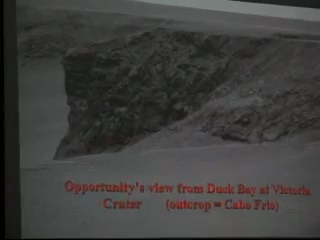 Opportunity's view from Duck Bay at Victoria
Crater (outcrop = Cabo Frio)